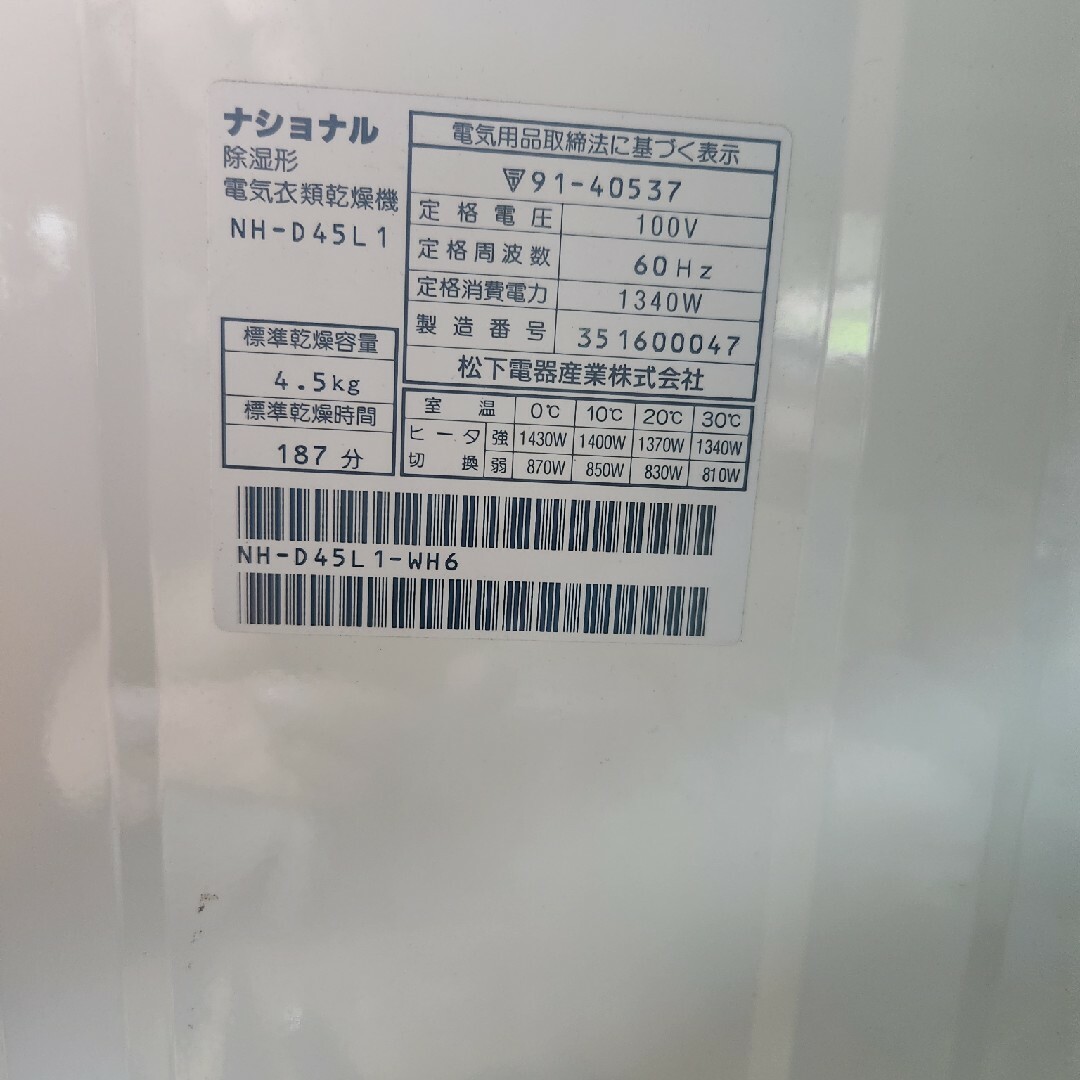 ナショナル
除湿形
電気衣類乾燥機
NH-D45L1
電気用品取締法に基づく表示
91-40537
定格電圧 100V
定格周波数 60Hz
定格消費電力 1340W
製造番号 351600047
松下電器産業株式会社
標準乾燥容量
4.5kg
標準乾燥時間
187分
室温 0℃ 10℃ 20℃ 30℃
ヒータ 強 1430W 1400W 1370W 1340W
切換 弱 870W 850W 830W 810W
NH-D45L1-WH6